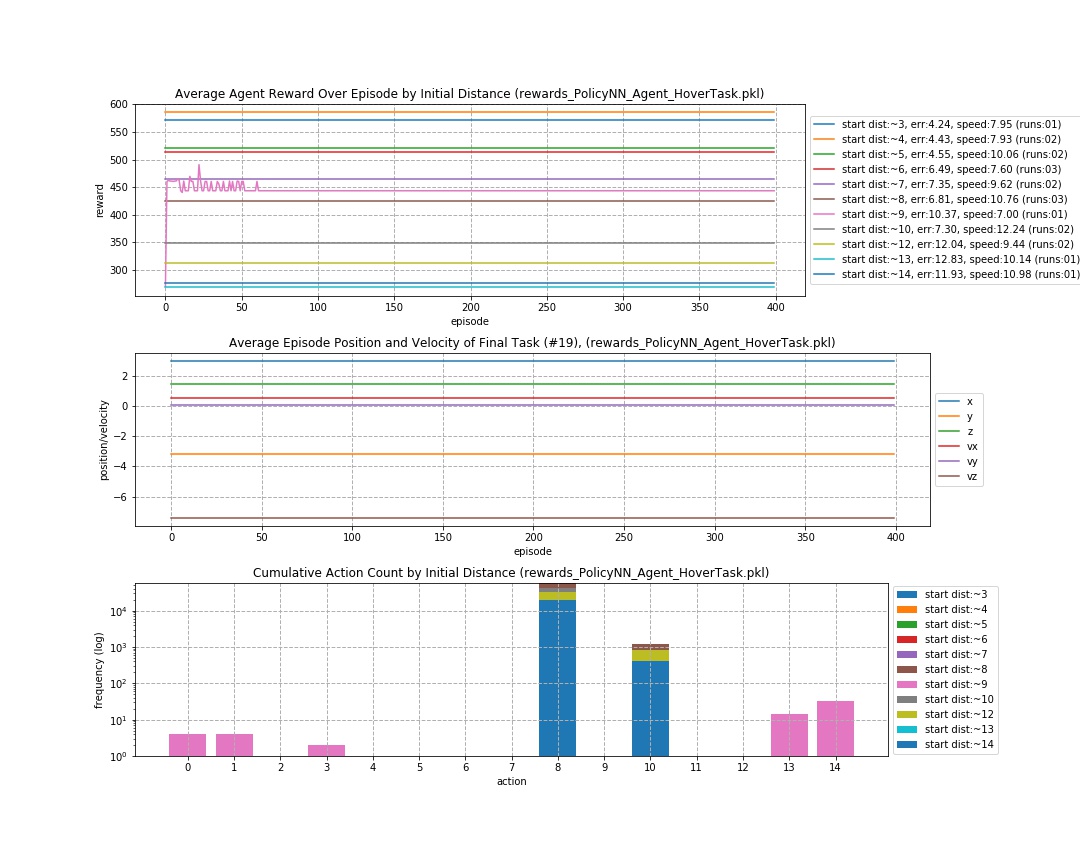 Average Agent Reward Over Episode by Initial Distance (rewards_PolicyNN_Agent_HoverTask.pkl)
600
550
500
450
400
350
300
reward
0 50 100 150 200 250 300 350 400
episode
start dist:~3, err:4.24, speed:7.95 (runs:01)
start dist:~4, err:4.43, speed:7.93 (runs:02)
start dist:~5, err:4.55, speed:10.06 (runs:02)
start dist:~6, err:6.49, speed:7.60 (runs:03)
start dist:~7, err:7.35, speed:9.62 (runs:02)
start dist:~8, err:6.81, speed:10.76 (runs:03)
start dist:~9, err:10.37, speed:7.00 (runs:01)
start dist:~10, err:7.30, speed:12.24 (runs:02)
start dist:~12, err:12.04, speed:9.44 (runs:02)
start dist:~13, err:12.83, speed:10.14 (runs:01)
start dist:~14, err:11.93, speed:10.98 (runs:01)
Average Episode Position and Velocity of Final Task (#19), (rewards_PolicyNN_Agent_HoverTask.pkl)
2
0
−2
−4
−6
position/velocity
0 50 100 150 200 250 300 350 400
episode
x
y
z
vx
vy
vz
Cumulative Action Count by Initial Distance (rewards_PolicyNN_Agent_HoverTask.pkl)
10⁴
10³
10²
10¹
10⁰
frequency (log)
0 1 2 3 4 5 6 7 8 9 10 11 12 13 14
action
start dist:~3
start dist:~4
start dist:~5
start dist:~6
start dist:~7
start dist:~8
start dist:~9
start dist:~10
start dist:~12
start dist:~13
start dist:~14